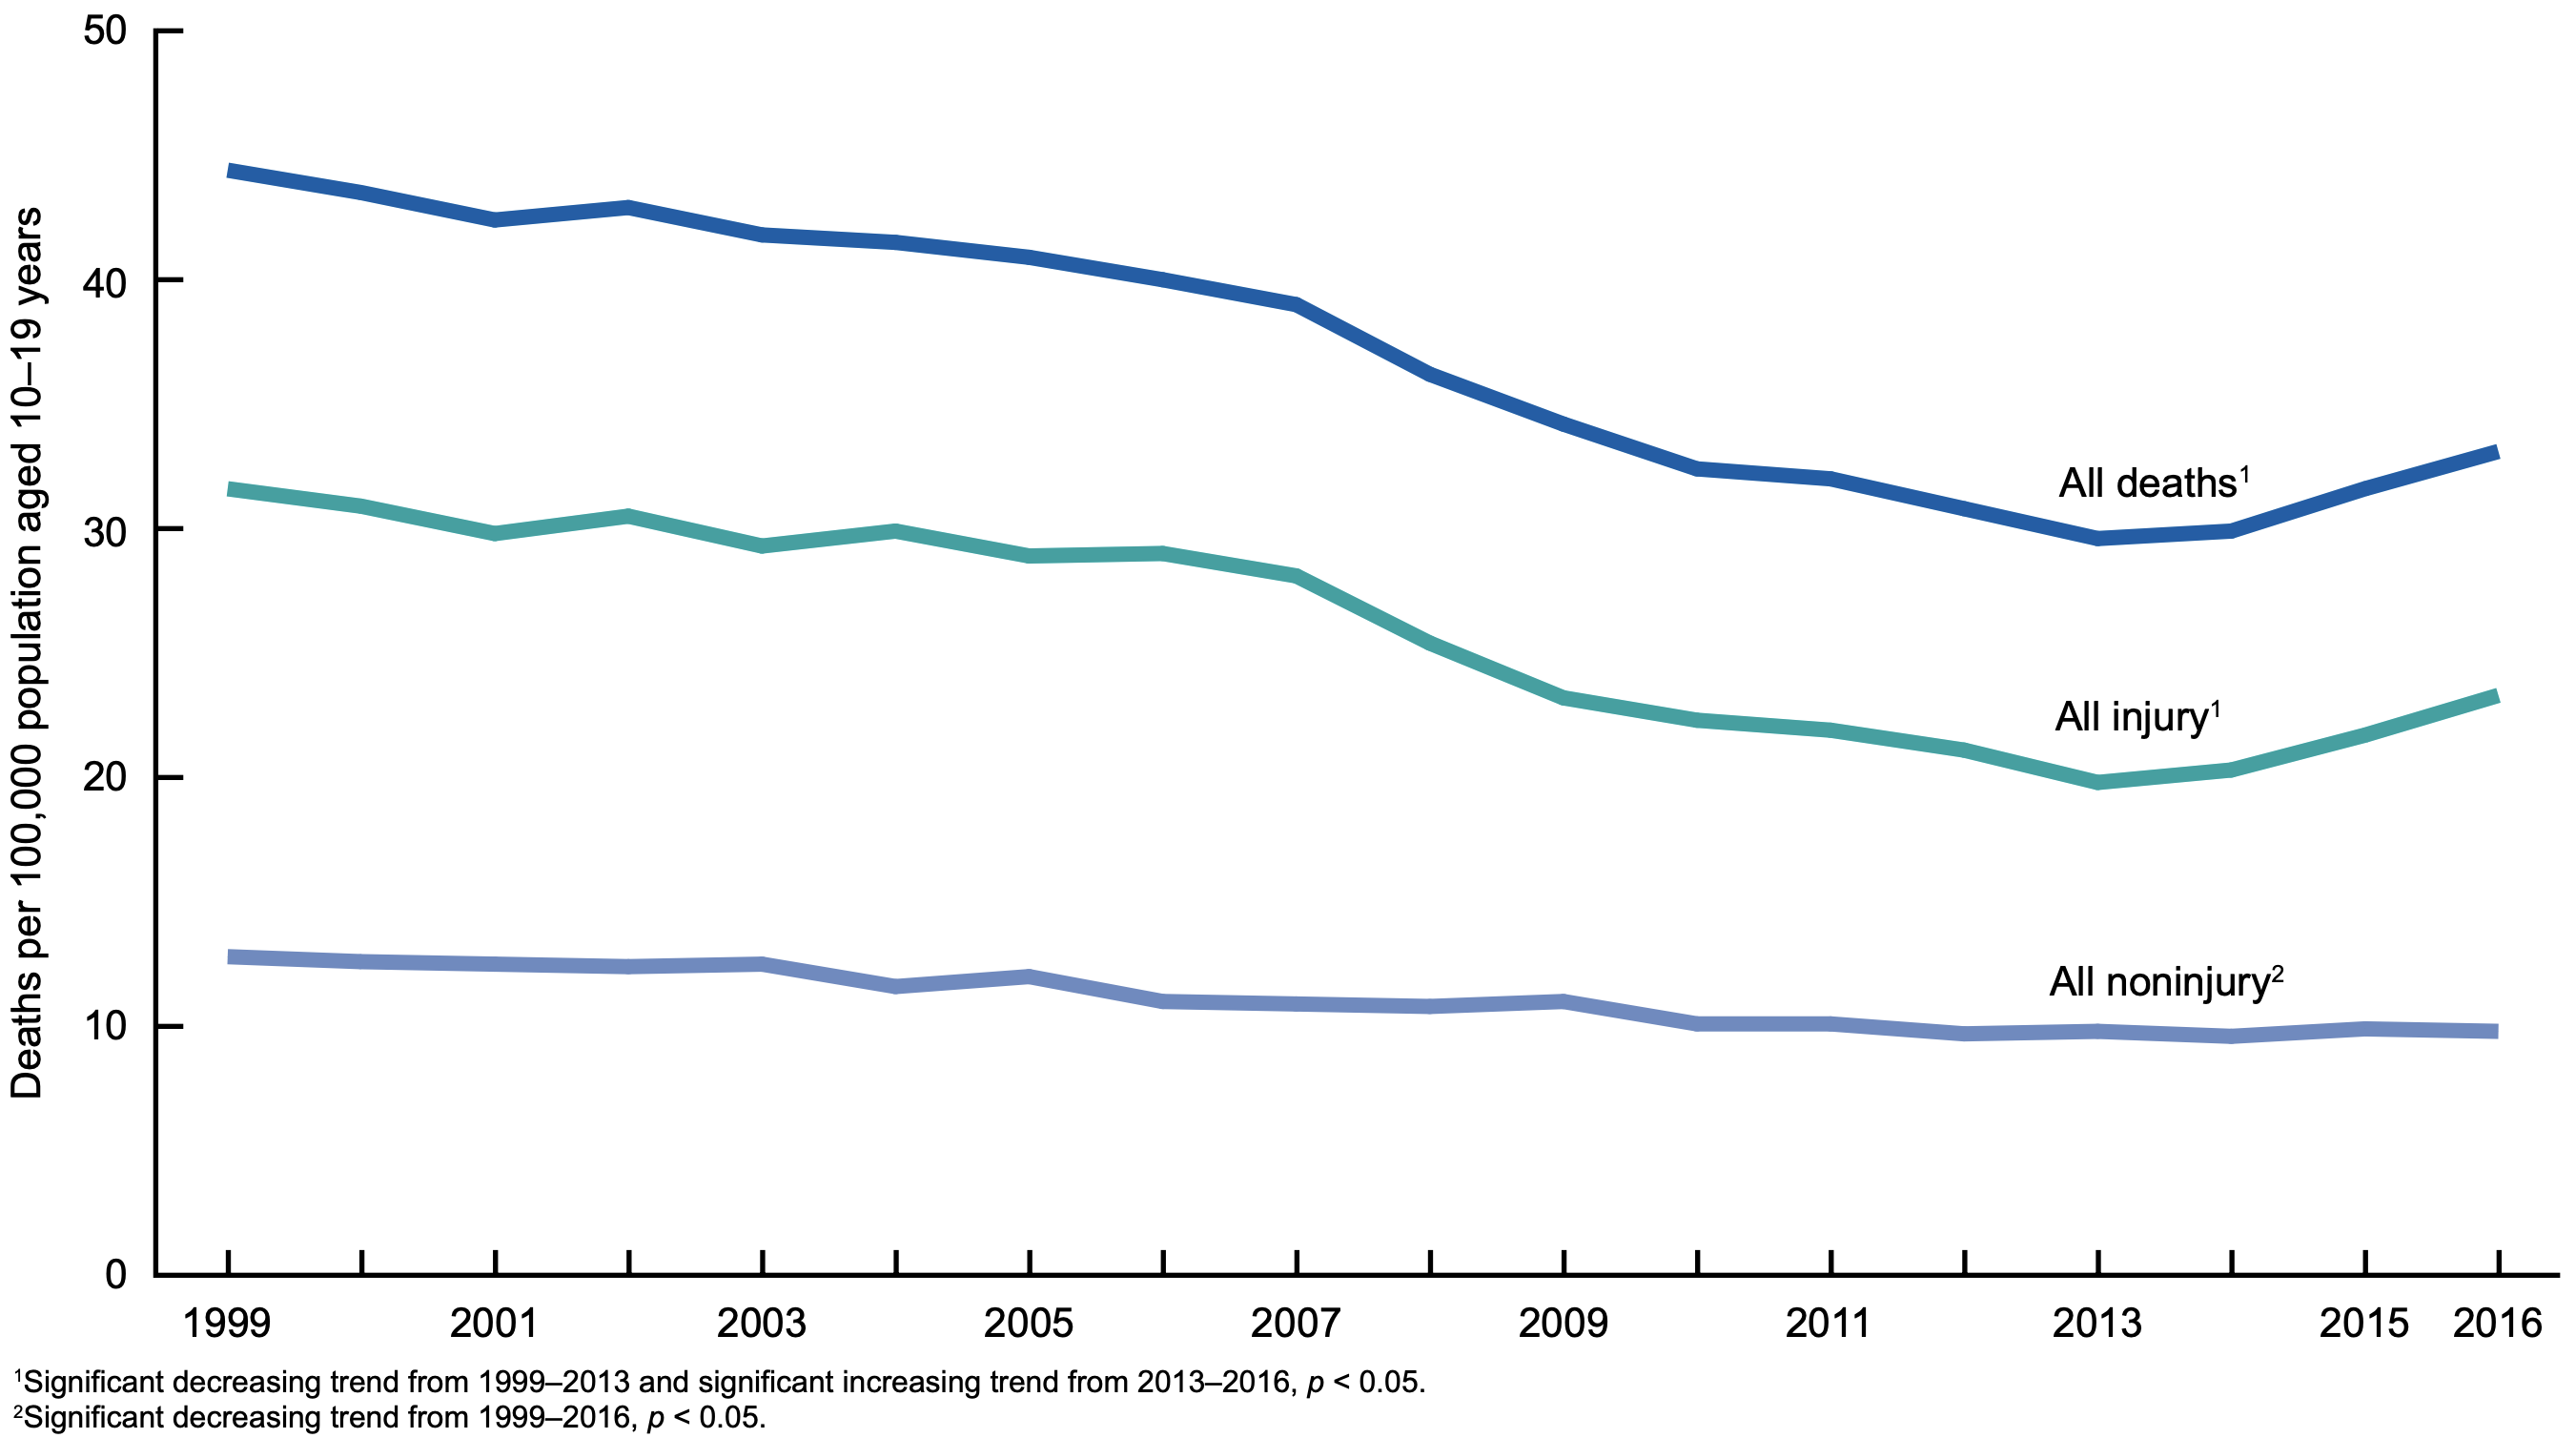 50
40
30
20
10
0
Deaths per 100,000 population aged 10–19 years
All deaths¹
All injury¹
All noninjury²
1999 2001 2003 2005 2007 2009 2011 2013 2015 2016
¹Significant decreasing trend from 1999–2013 and significant increasing trend from 2013–2016, p < 0.05.
²Significant decreasing trend from 1999–2016, p < 0.05.